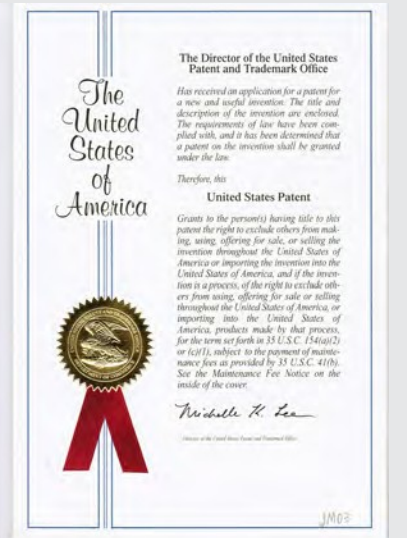 The
United
States
of
America
The Director of the United States
Patent and Trademark Office
Has received an application for a patent for
a new and useful invention. The title and
description of the invention are enclosed.
The requirements of law have been com-
plied with, and it has been determined that
a patent on the invention shall be granted
under the law.
Therefore, this
United States Patent
Grants to the person(s) having title to this
patent the right to exclude others from mak-
ing, using, offering for sale, or selling the
invention throughout the United States of
America or importing the invention into the
United States of America, and if the inven-
tion is a process, of the right to exclude oth-
ers from using, offering for sale or selling
throughout the United States of America, or
importing into the United States of
America, products made by that process,
for the term set forth in 35 U.S.C. 154(a)(2)
or (c)(1), subject to the payment of mainte-
nance fees as provided by 35 U.S.C. 41(b).
See the Maintenance Fee Notice on the
inside of the cover.
Michelle K. Lee
Director of the United States Patent and Trademark Office
JM03